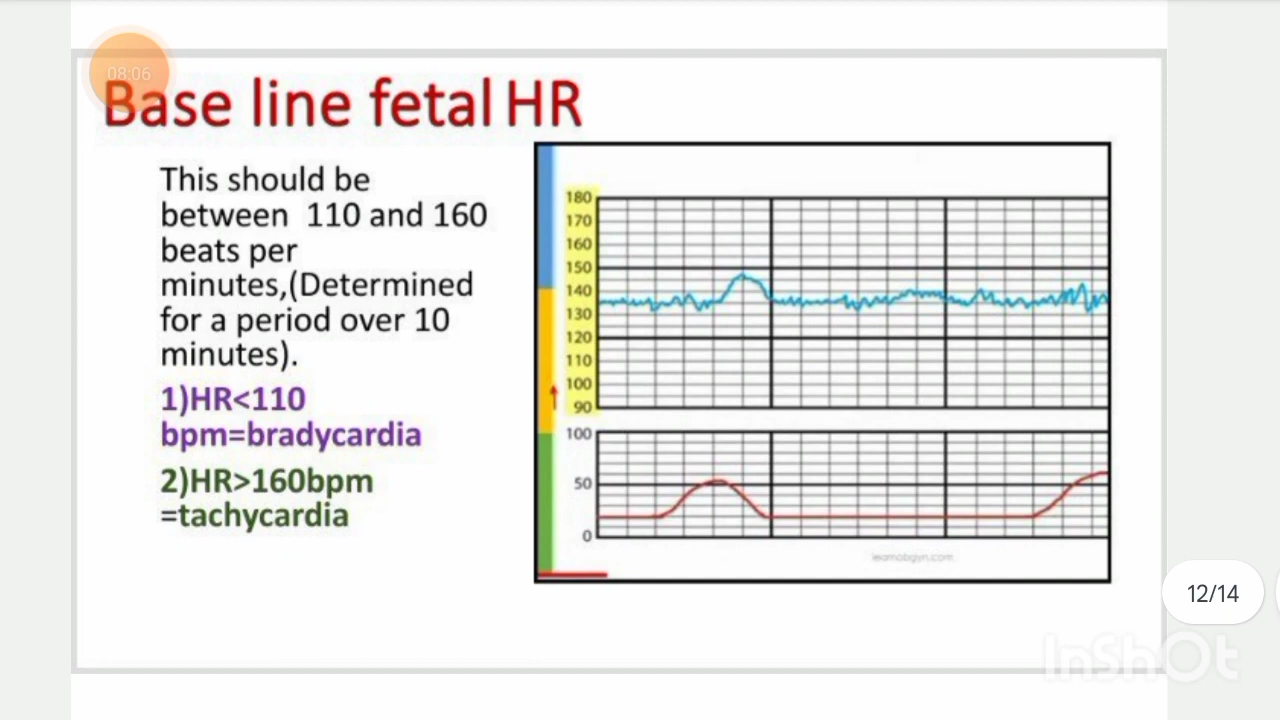 08:06
Base line fetal HR
This should be
between 110 and 160
beats per
minutes,(Determined
for a period over 10
minutes).
1)HR<110
bpm=bradycardia
2)HR>160bpm
=tachycardia
180
170
160
150
140
130
120
110
100
90
100
50
0
learnobgyn.com
12/14
InShOt